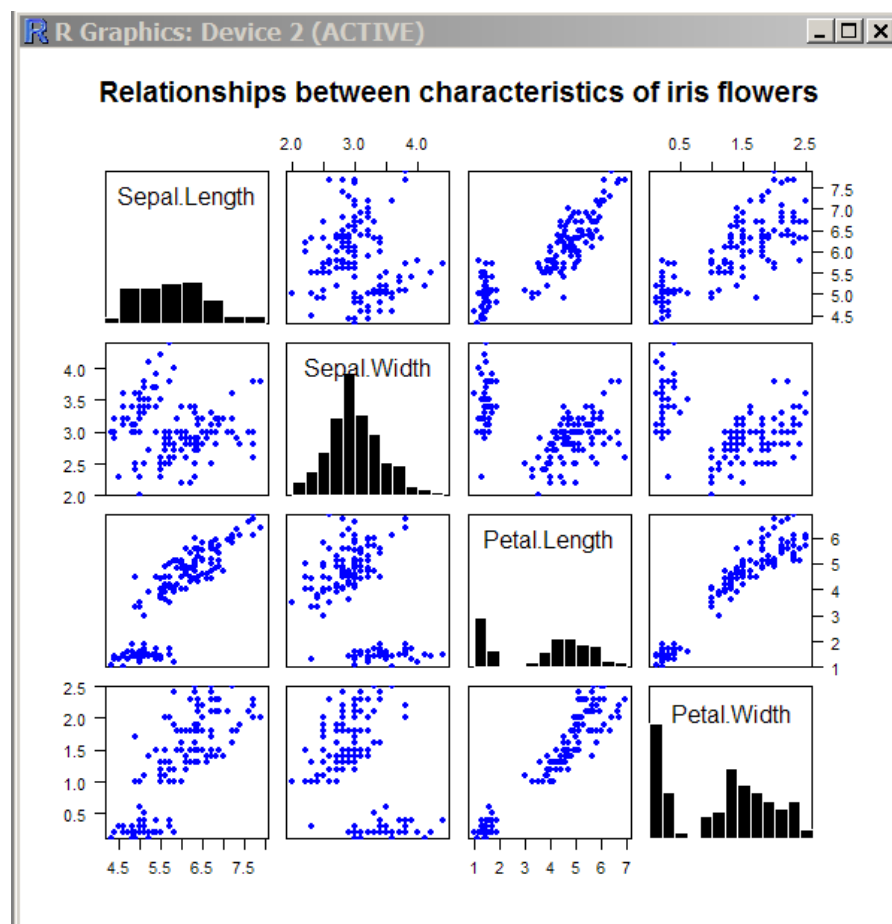 R R Graphics: Device 2 (ACTIVE)
Relationships between characteristics of iris flowers
2.0 3.0 4.0
0.5 1.5 2.5
Sepal.Length
7.5
7.0
6.5
6.0
5.5
5.0
4.5
Sepal.Width
4.0
3.5
3.0
2.5
2.0
Petal.Length
6
5
4
3
2
1
Petal.Width
2.5
2.0
1.5
1.0
0.5
4.5 5.5 6.5 7.5
1 2 3 4 5 6 7